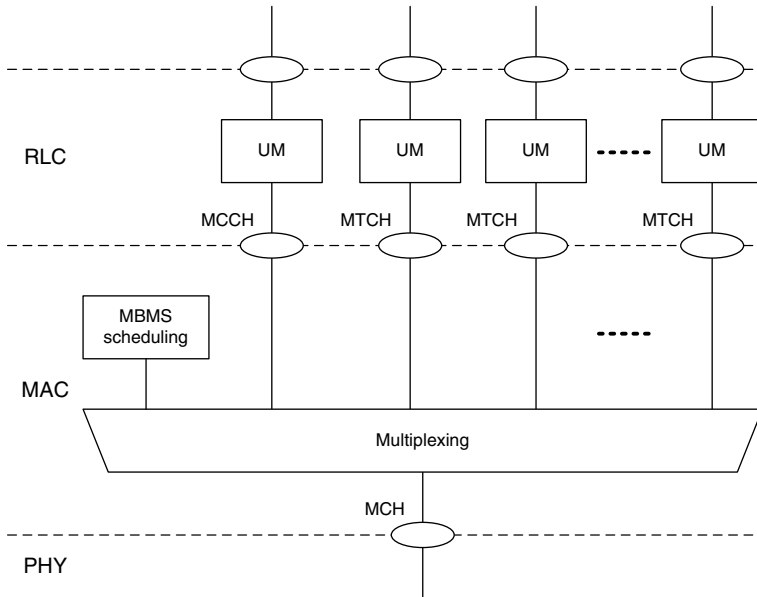 RLC
UM
UM
UM
UM
MCCH
MTCH
MTCH
MTCH
MBMS
scheduling
MAC
Multiplexing
MCH
PHY